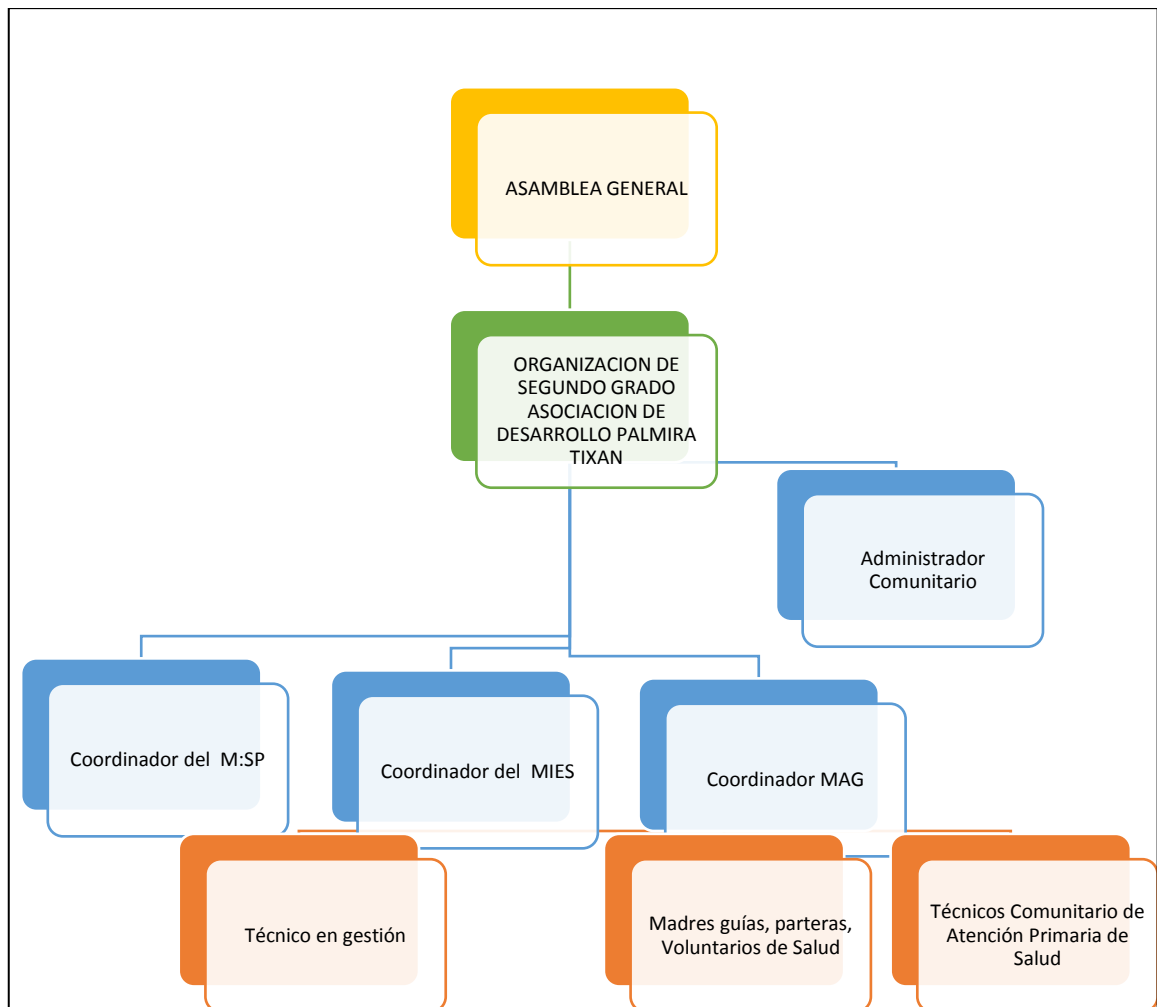 ASAMBLEA GENERAL
ORGANIZACION DE
SEGUNDO GRADO
ASOCIACION DE
DESARROLLO PALMIRA
TIXAN
Administrador
Comunitario
Coordinador del M:SP
Coordinador del MIES
Coordinador MAG
Técnico en gestión
Madres guías, parteras,
Voluntarios de Salud
Técnicos Comunitario de
Atención Primaria de
Salud